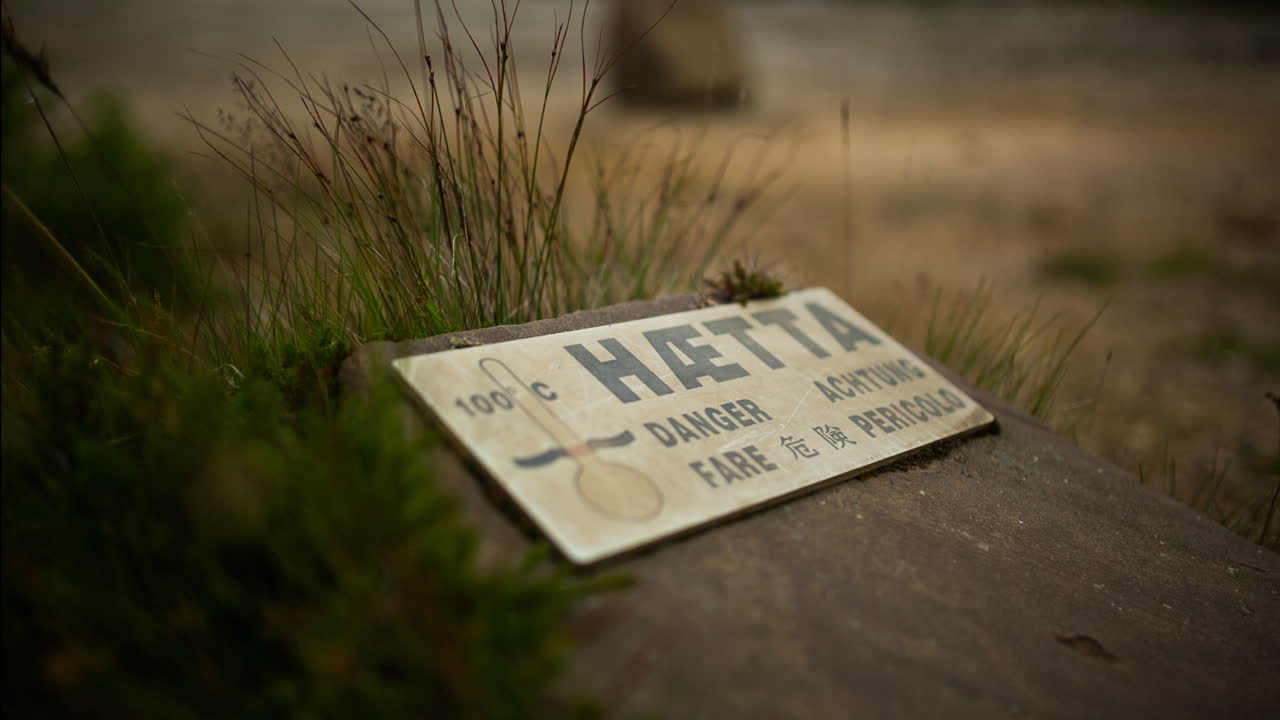 100°C
HÆTTA
DANGER ACHTUNG
FARE 危険 PERICOLO